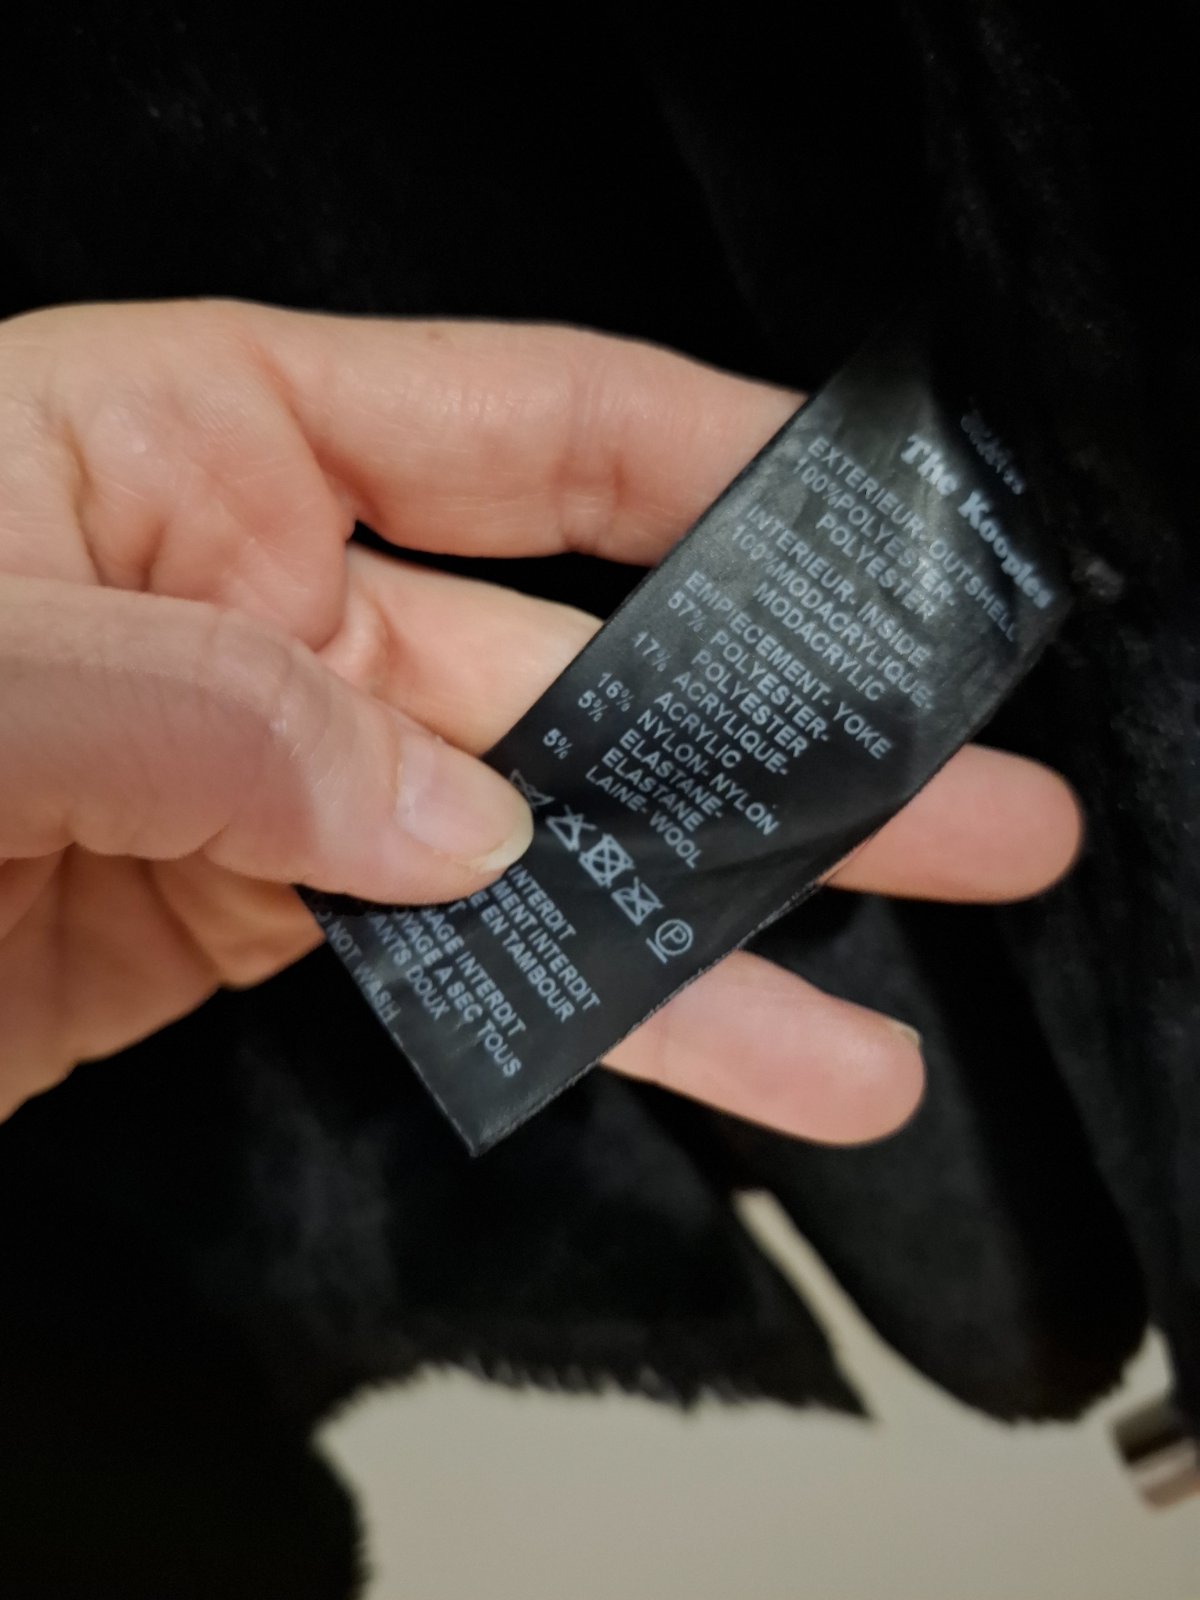 The Kooples
EXTERIEUR- OUTSHELL
100%POLYESTER-
POLYESTER
INTERIEUR- INSIDE
100%MODACRYLIQUE-
MODACRYLIC
EMPIECEMENT- YOKE
57% POLYESTER-
POLYESTER
17% ACRYLIQUE-
ACRYLIC
16% NYLON- NYLON
5% ELASTANE-
ELASTANE
5% LAINE- WOOL
P
INTERDIT
MENT INTERDIT
EN TAMBOUR
AGE INTERDIT
OYAGE A SEC TOUS
ANTS DOUX
NOT WASH